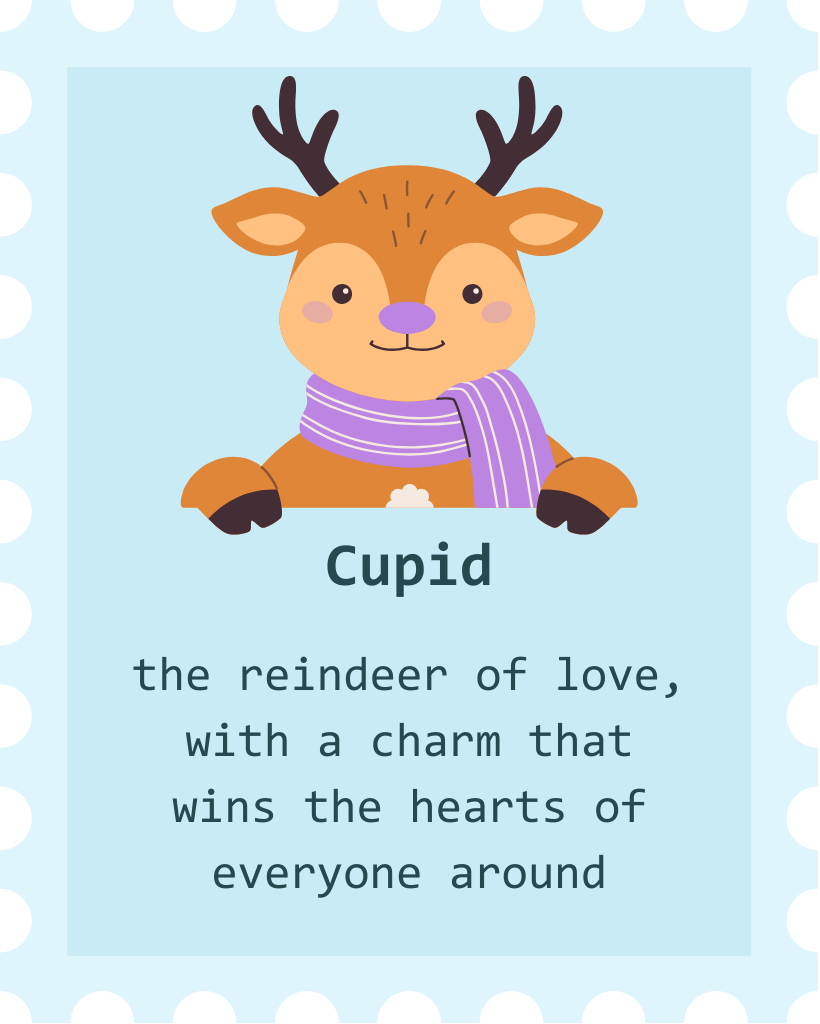 Cupid
the reindeer of love,
with a charm that
wins the hearts of
everyone around